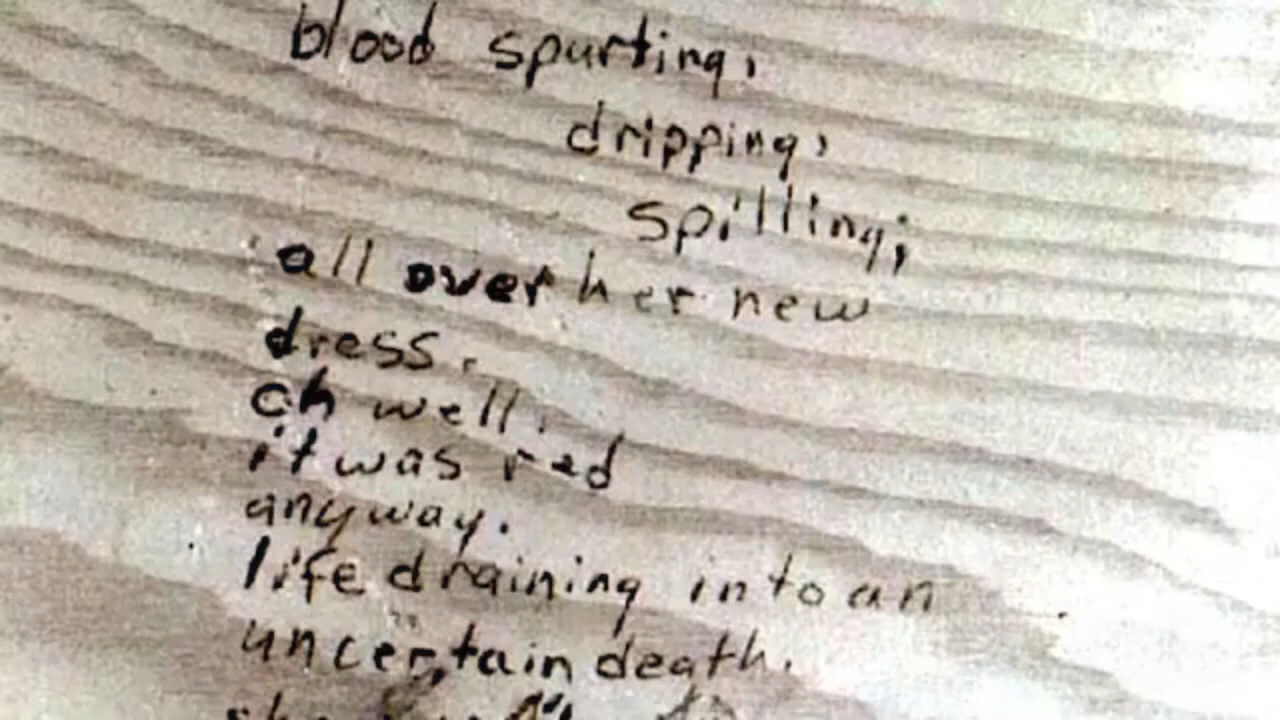 blood spurting,
dripping,
spilling;
all over her new
dress.
oh well.
it was red
anyway.
life draining into an
uncertain death.
she